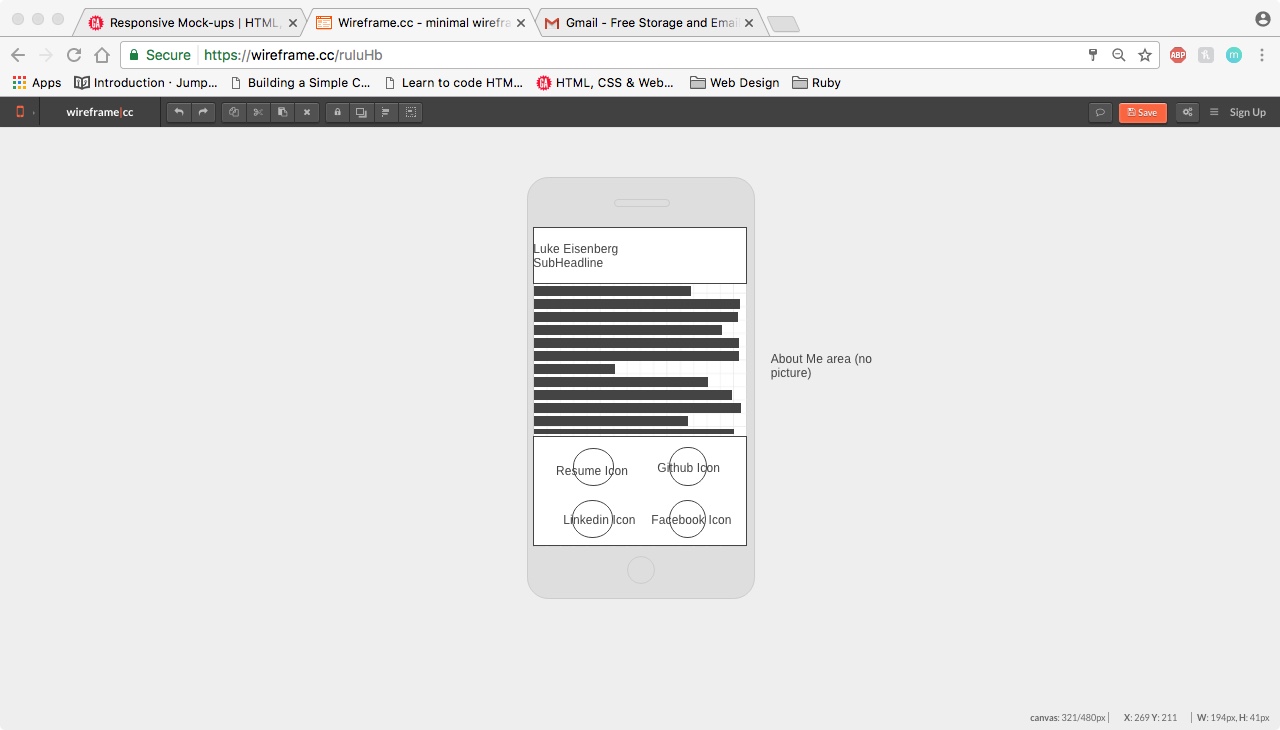 Responsive Mock-ups | HTML,
Wireframe.cc - minimal wirefra
Gmail - Free Storage and Email
Secure
https://wireframe.cc/ruluHb
ABP
Apps
Introduction · Jump...
Building a Simple C...
Learn to code HTM...
GA
HTML, CSS & Web...
Web Design
Ruby
wireframe|cc
Save
Sign Up
Luke Eisenberg
SubHeadline
About Me area (no
picture)
Resume Icon
Github Icon
Linkedin Icon
Facebook Icon
canvas: 321/480px
X: 269 Y: 211
W: 194px, H: 41px